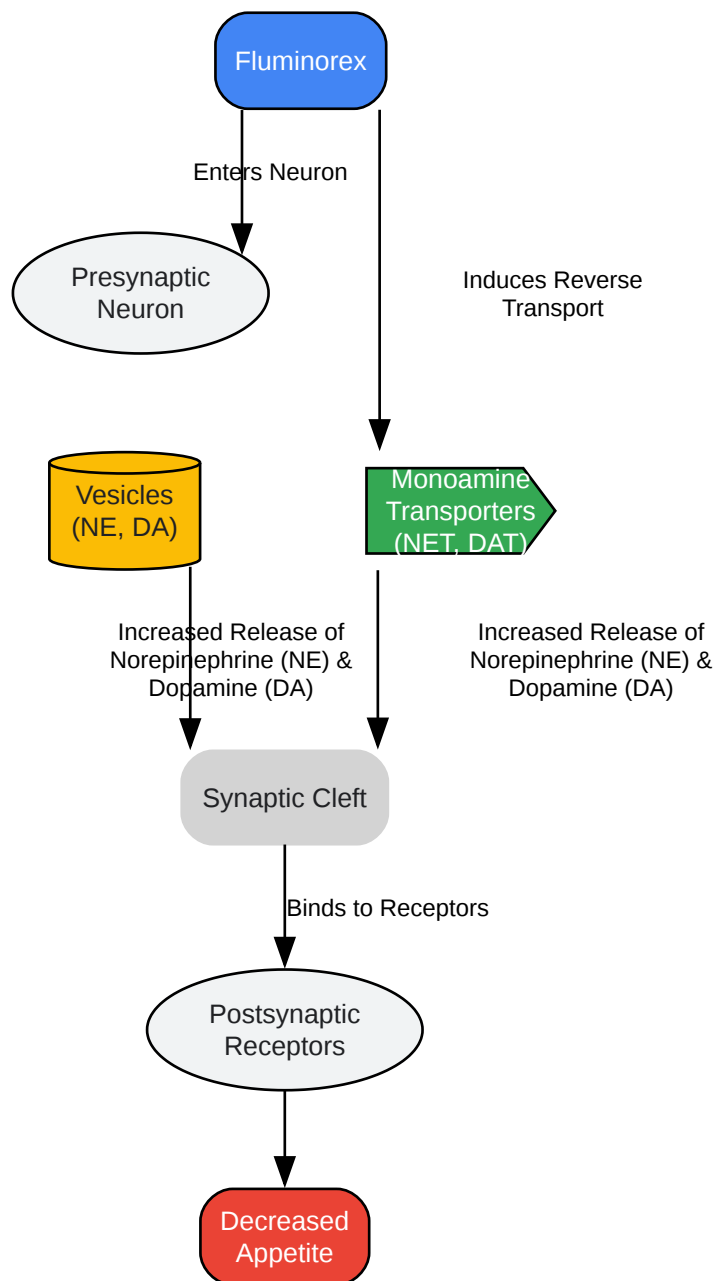 Fluminorex
Enters Neuron
Presynaptic
Neuron
Induces Reverse
Transport
Vesicles
(NE, DA)
Monoamine
Transporters
(NET, DAT)
Increased Release of
Norepinephrine (NE) &
Dopamine (DA)
Increased Release of
Norepinephrine (NE) &
Dopamine (DA)
Synaptic Cleft
Binds to Receptors
Postsynaptic
Receptors
Decreased
Appetite